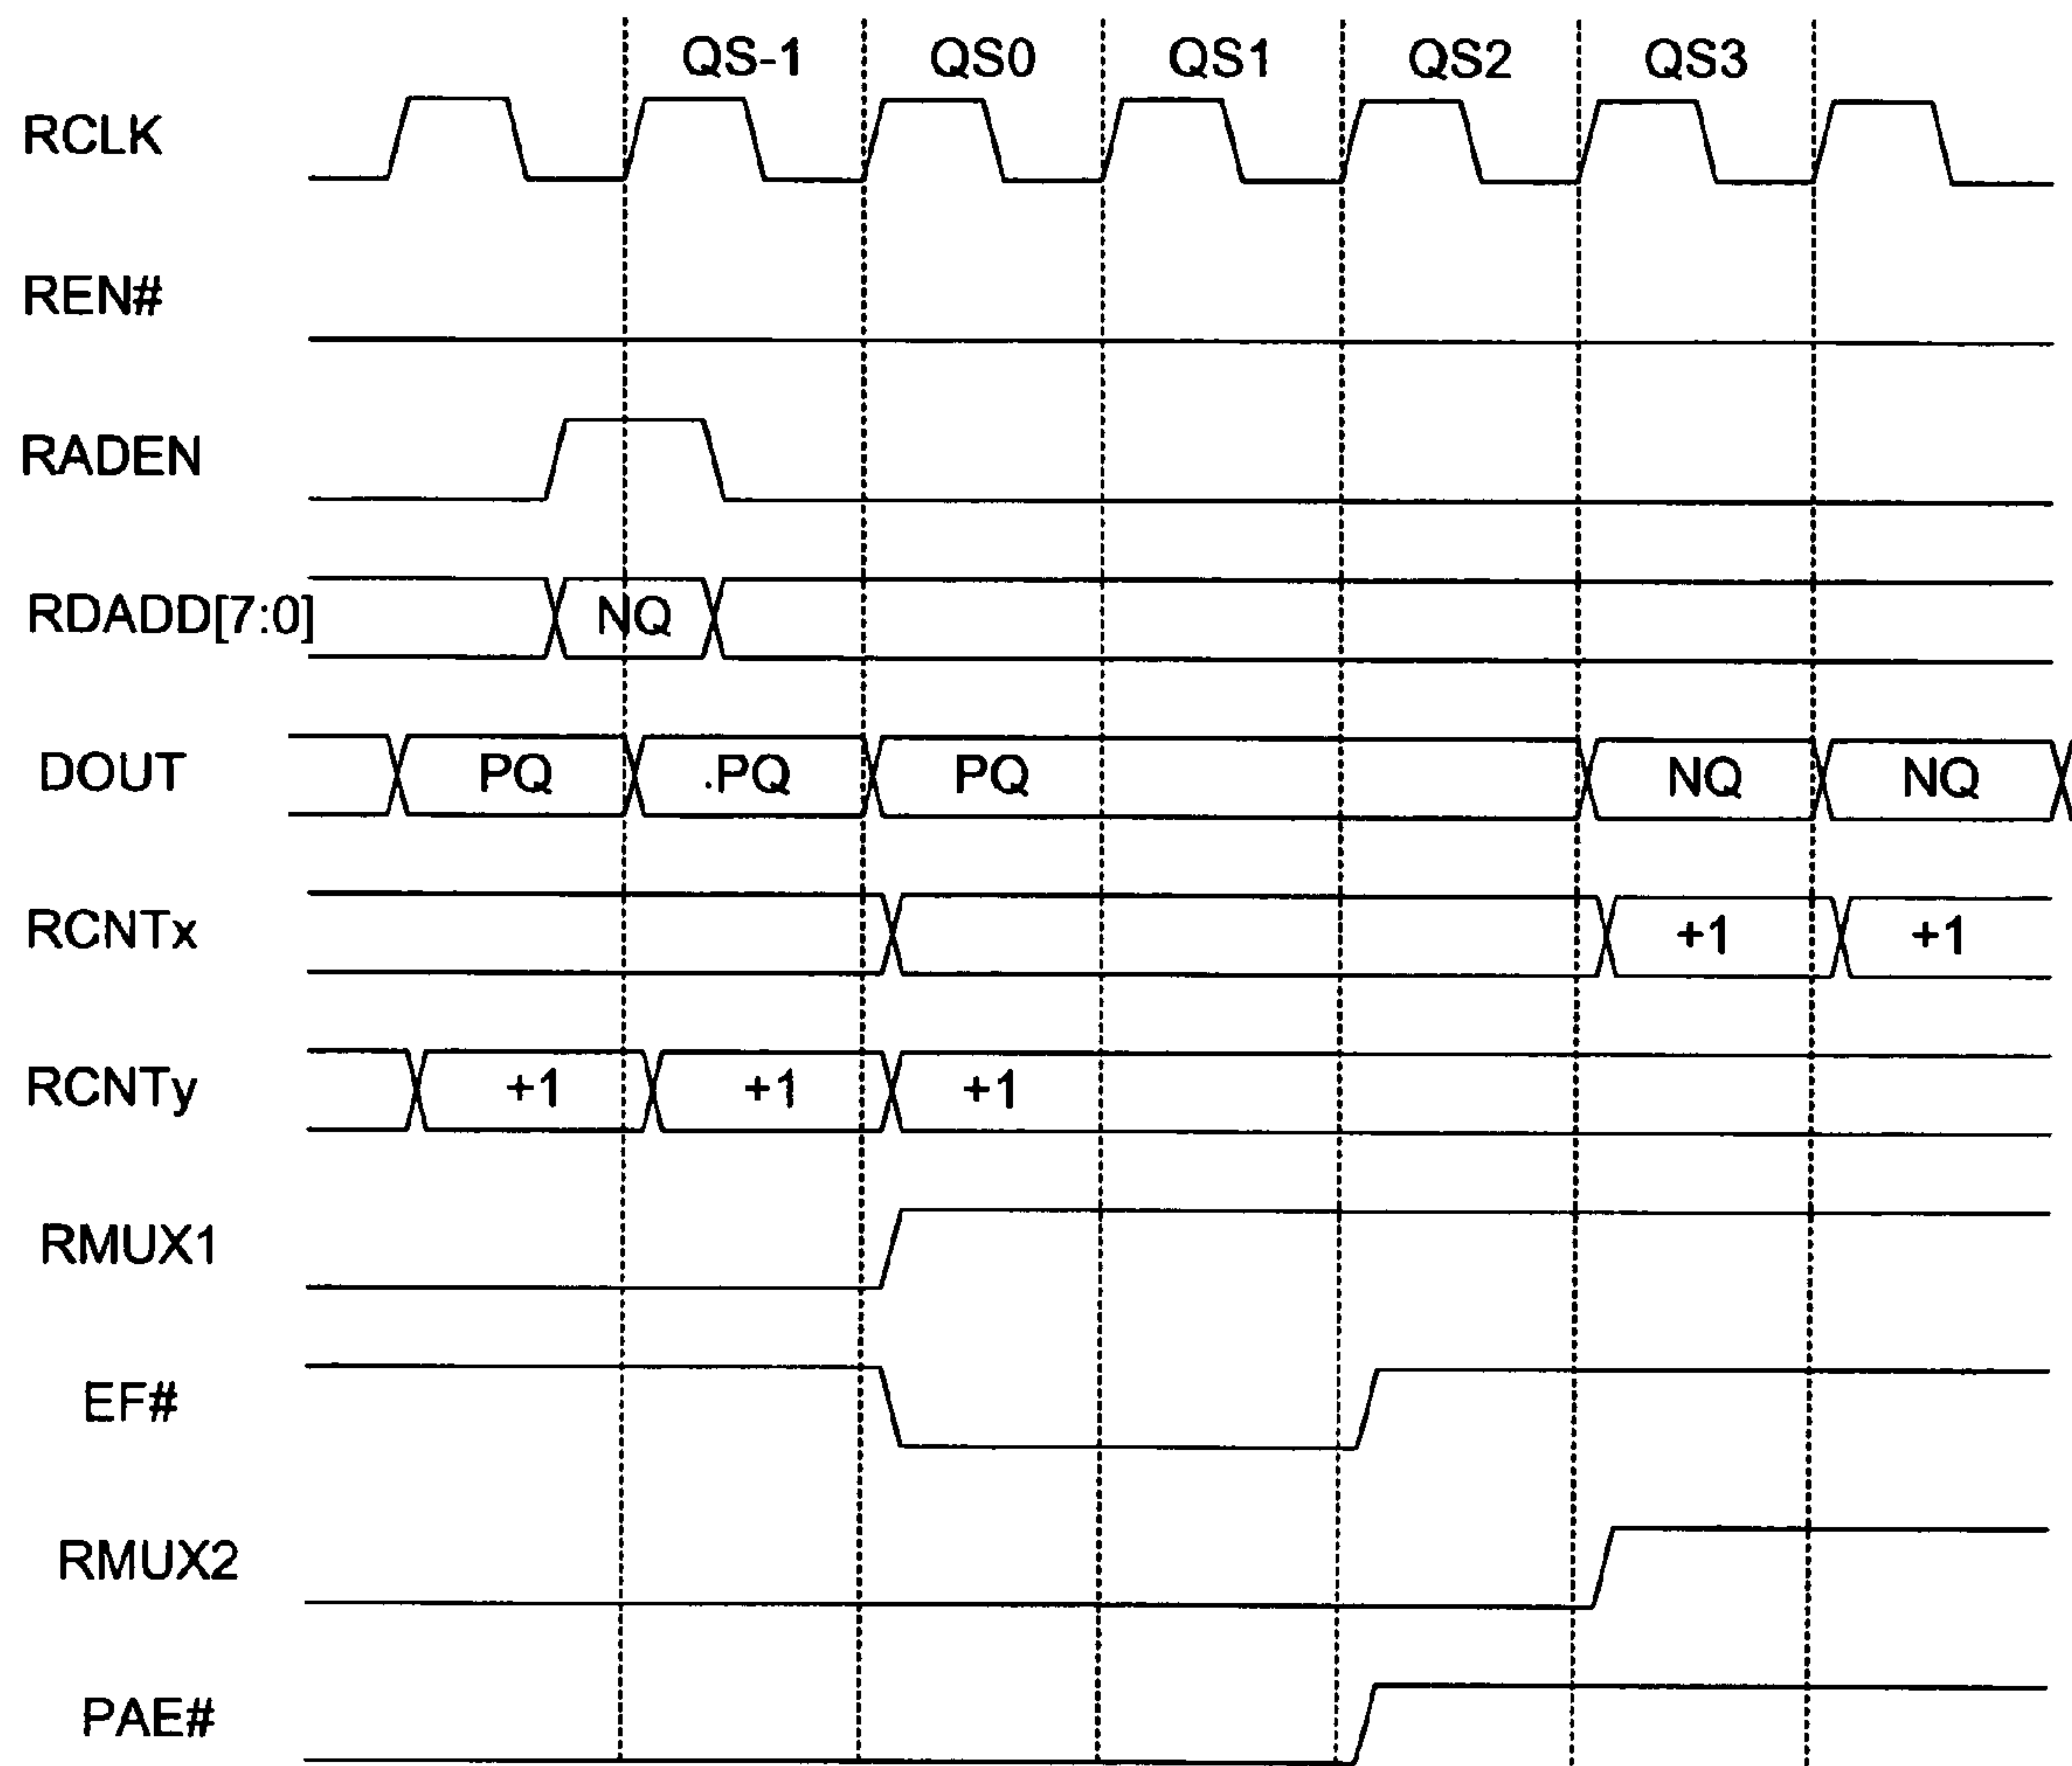 QS-1 QS0 QS1 QS2 QS3
RCLK
REN#
RADEN
RDADD[7:0] NQ
DOUT PQ .PQ PQ NQ NQ
RCNTx +1 +1
RCNTy +1 +1 +1
RMUX1
EF#
RMUX2
PAE#